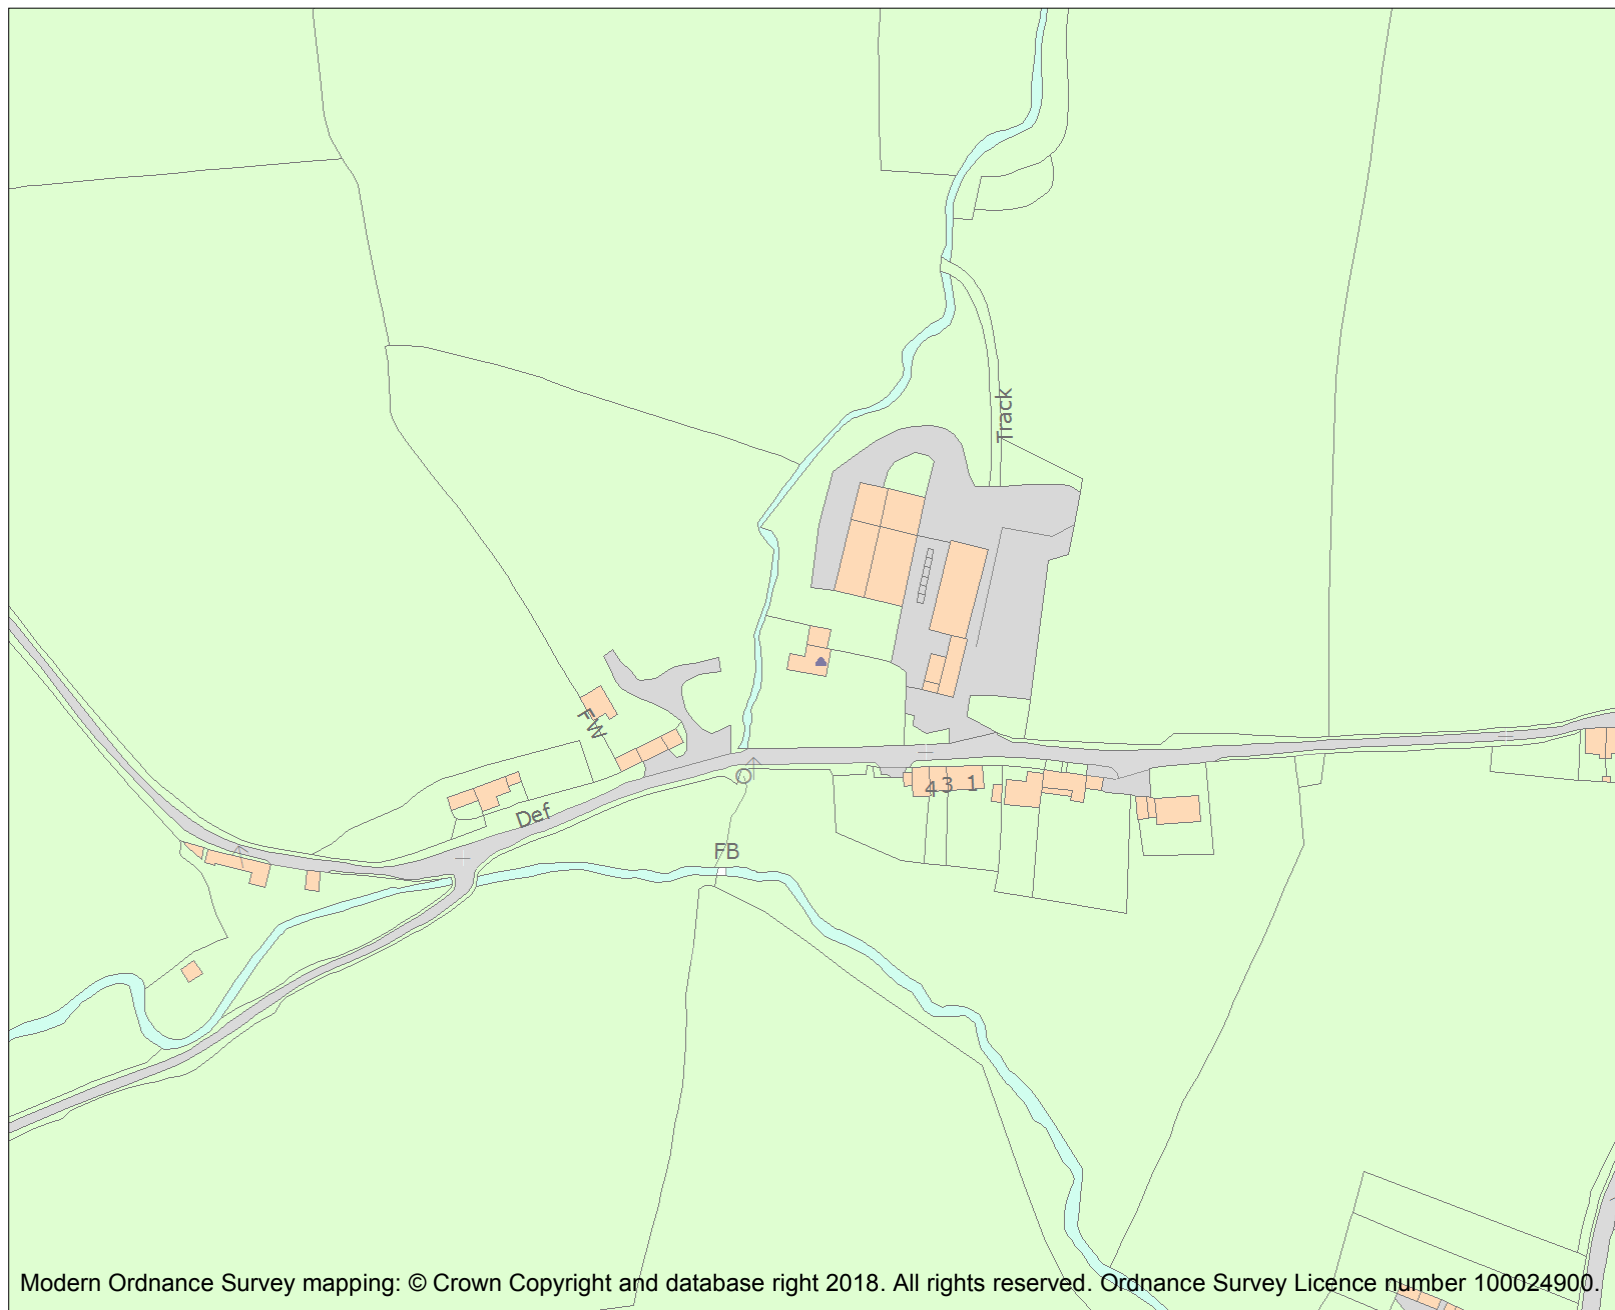 Track
FW
4 3 1
Def
FB
Modern Ordnance Survey mapping: © Crown Copyright and database right 2018. All rights reserved. Ordnance Survey Licence number 100024900.